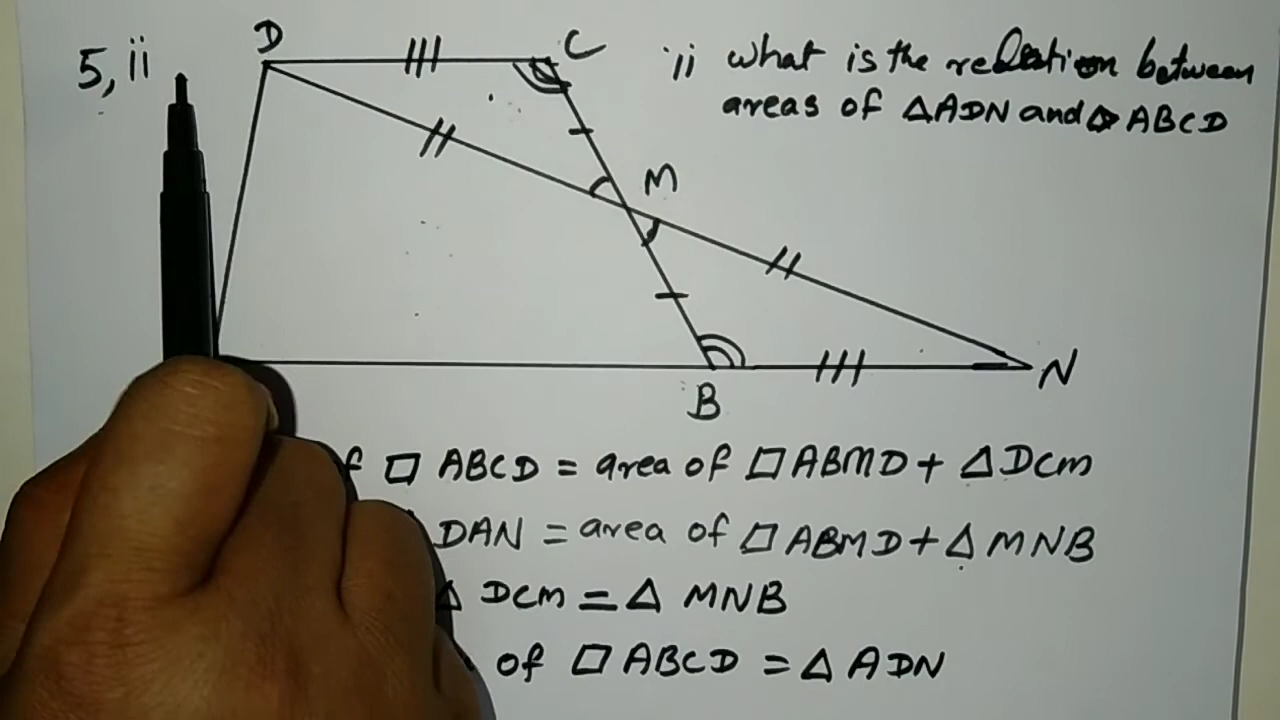 5, ii
D
C
ii what is the relation between
areas of △ADN and ▱ ABCD
M
N
B
f ▱ ABCD = area of ▱ ABMD + △ DCM
DAN = area of ▱ ABMD + △ MNB
△ DCM = △ MNB
of ▱ ABCD = △ ADN